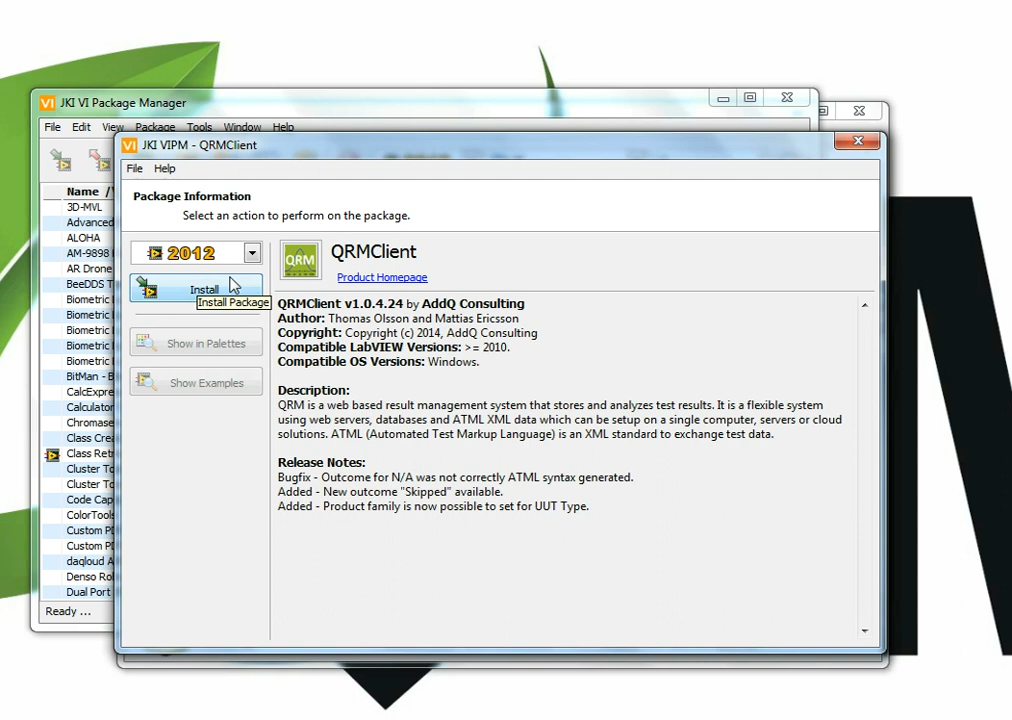 JKI VI Package Manager
File Edit View Package Tools Window Help
Name
3D-MVL
Advanced
ALOHA
AM-9898
AR Drone
BeeDDS T
Biometric
Biometric
Biometric
Biometric
Biometric
BitMan - B
CalcExpre
Calculator
Chromase
Class Crea
Class Retr
Cluster To
Cluster To
Code Cap
ColorTools
Custom PD
Custom PD
daqloud A
Denso Rob
Dual Port
Ready ...
JKI VIPM - QRMClient
File Help
Package Information
Select an action to perform on the package.
2012
Install
Install Package
Show in Palettes
Show Examples
QRM
QRMClient
Product Homepage
QRMClient v1.0.4.24 by AddQ Consulting
Author: Thomas Olsson and Mattias Ericsson
Copyright: Copyright (c) 2014, AddQ Consulting
Compatible LabVIEW Versions: >= 2010.
Compatible OS Versions: Windows.
Description:
QRM is a web based result management system that stores and analyzes test results. It is a flexible system
using web servers, databases and ATML XML data which can be setup on a single computer, servers or cloud
solutions. ATML (Automated Test Markup Language) is an XML standard to exchange test data.
Release Notes:
Bugfix - Outcome for N/A was not correctly ATML syntax generated.
Added - New outcome "Skipped" available.
Added - Product family is now possible to set for UUT Type.